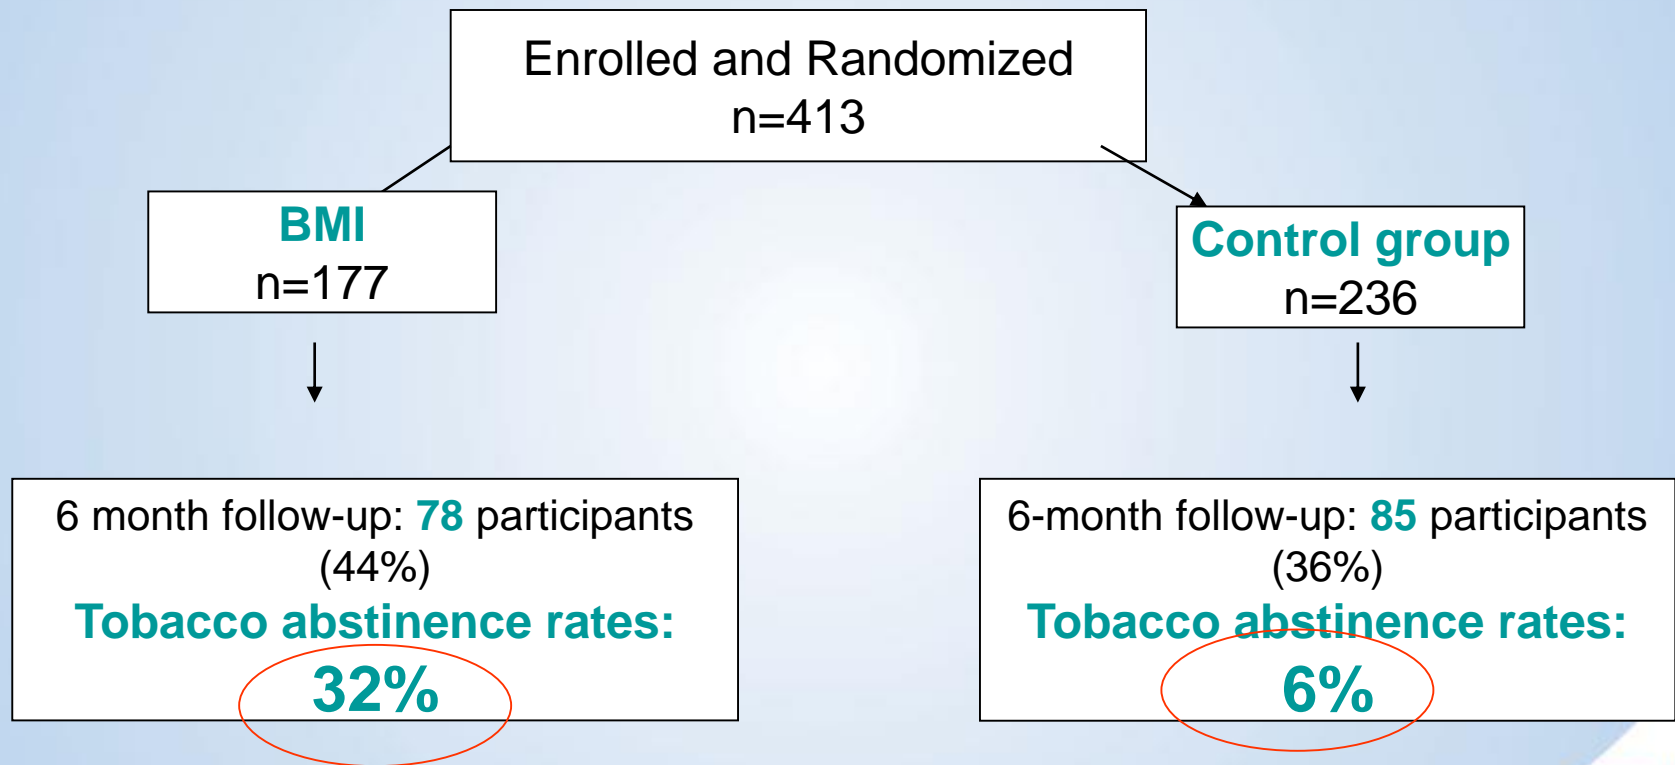 Enrolled and Randomized
n=413
BMI
n=177
Control group
n=236
6 month follow-up: 78 participants
(44%)
Tobacco abstinence rates:
32%
6-month follow-up: 85 participants
(36%)
Tobacco abstinence rates:
6%